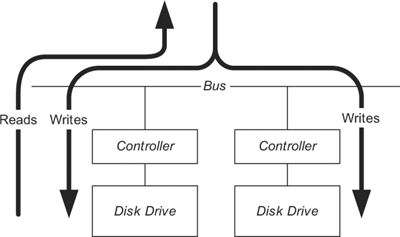 Bus
Reads
Writes
Writes
Controller
Controller
Disk Drive
Disk Drive